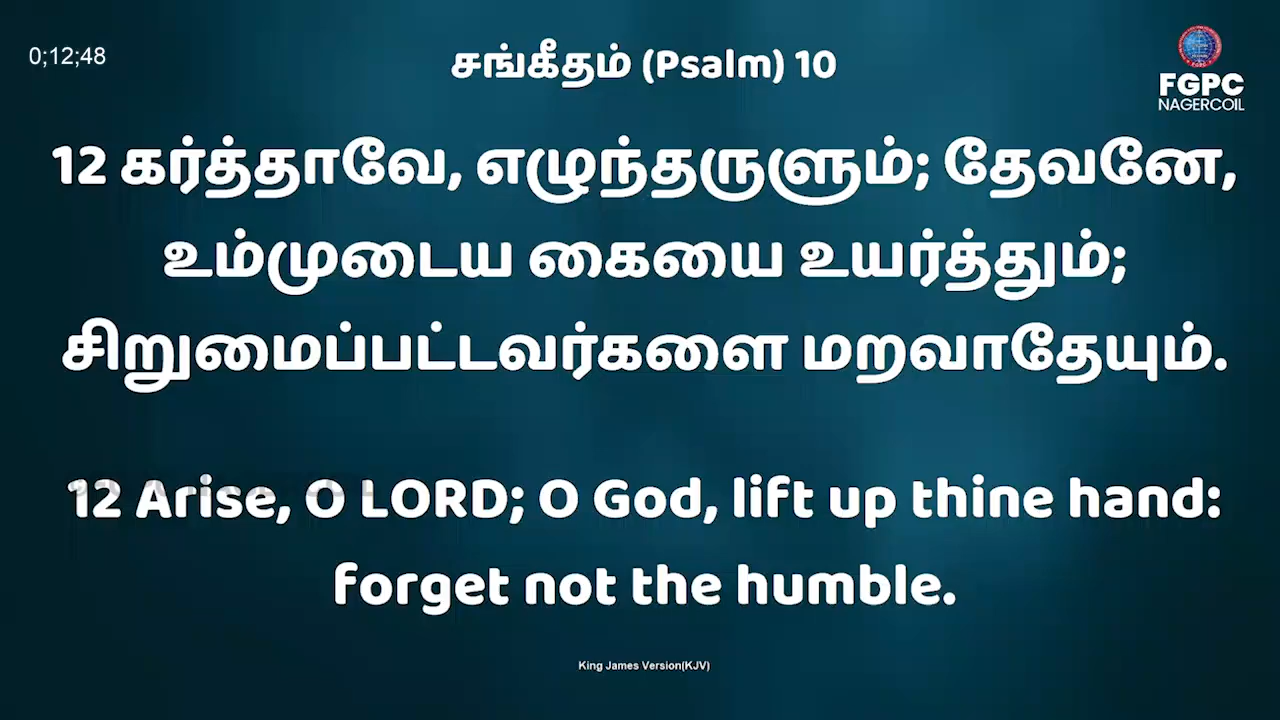 0;12;48
சங்கீதம் (Psalm) 10
FGPC
NAGERCOIL
12 கர்த்தாவே, எழுந்தருளும்; தேவனே,
உம்முடைய கையை உயர்த்தும்;
சிறுமைப்பட்டவர்களை மறவாதேயும்.
12 Arise, O LORD; O God, lift up thine hand:
forget not the humble.
King James Version(KJV)